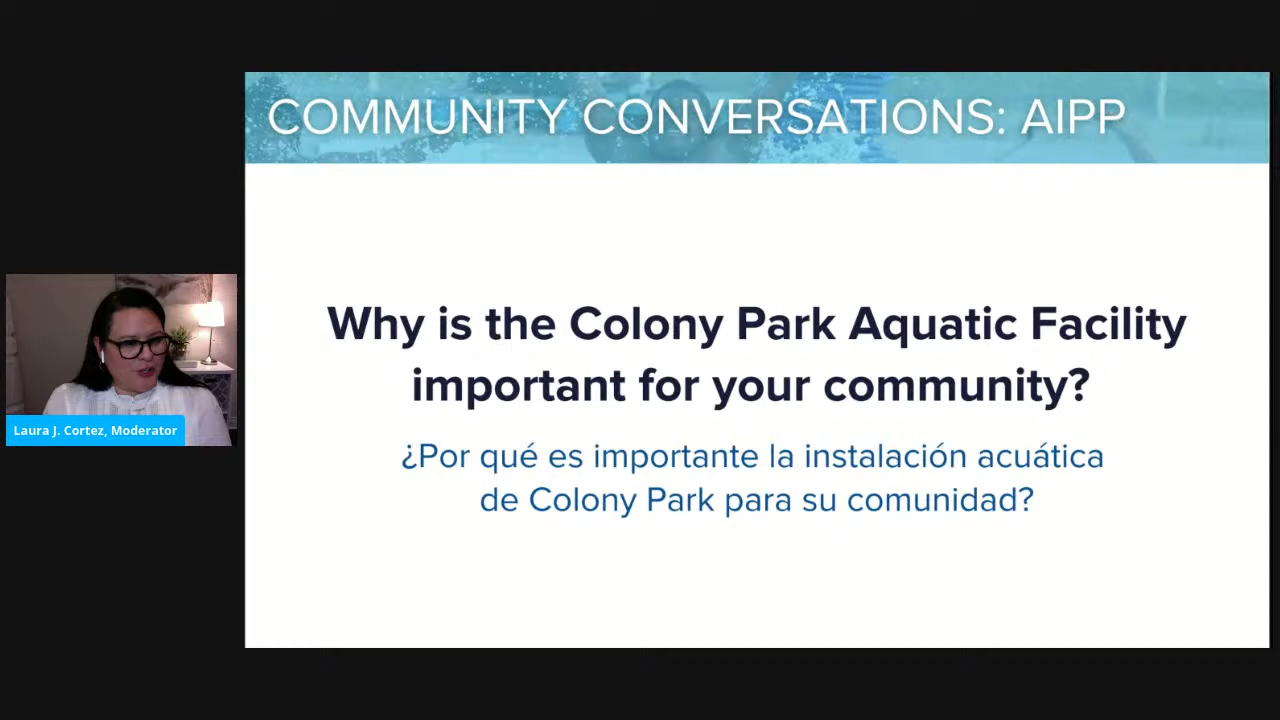 COMMUNITY CONVERSATIONS: AIPP
Why is the Colony Park Aquatic Facility
important for your community?
¿Por qué es importante la instalación acuática
de Colony Park para su comunidad?
Laura J. Cortez, Moderator